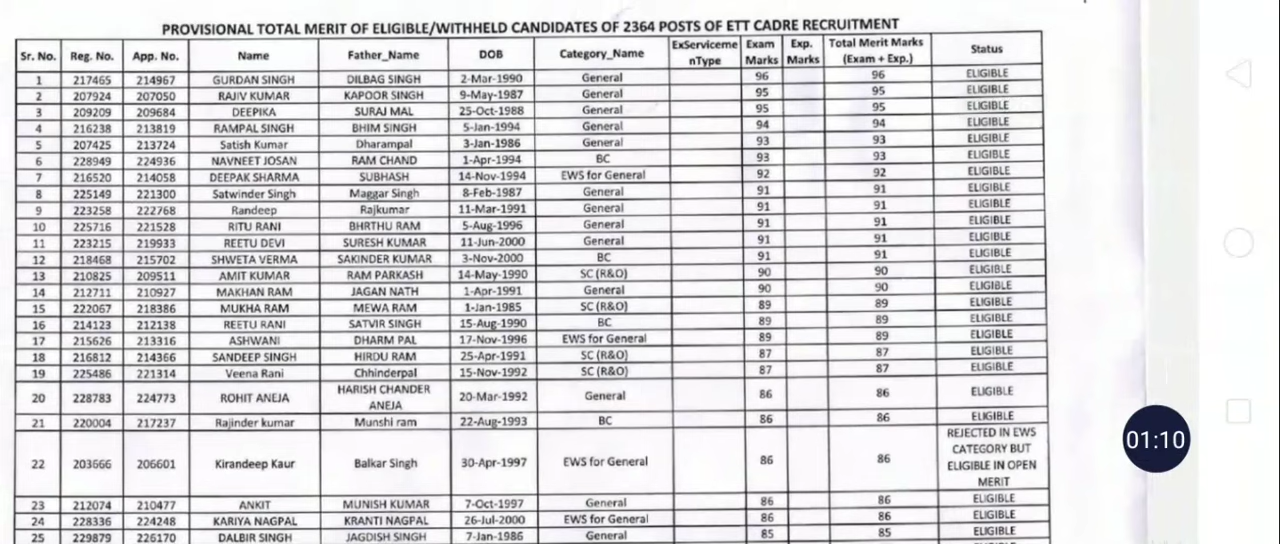 PROVISIONAL TOTAL MERIT OF ELIGIBLE/WITHHELD CANDIDATES OF 2364 POSTS OF ETT CADRE RECRUITMENT
Sr. No. Reg. No. App. No. Name Father_Name DOB Category_Name ExServicemenType Exam Marks Exp. Marks Total Merit Marks (Exam + Exp.) Status
1 217465 214967 GURDAN SINGH DILBAG SINGH 2-Mar-1990 General 96 96 ELIGIBLE
2 207924 207050 RAJIV KUMAR KAPOOR SINGH 9-May-1987 General 95 95 ELIGIBLE
3 209209 209684 DEEPIKA SURAJ MAL 25-Oct-1988 General 95 95 ELIGIBLE
4 216238 213819 RAMPAL SINGH BHIM SINGH 5-Jan-1994 General 94 94 ELIGIBLE
5 207425 213724 Satish Kumar Dharampal 3-Jan-1986 General 93 93 ELIGIBLE
6 228949 224936 NAVNEET JOSAN RAM CHAND 1-Apr-1994 BC 93 93 ELIGIBLE
7 216520 214058 DEEPAK SHARMA SUBHASH 14-Nov-1994 EWS for General 92 92 ELIGIBLE
8 225149 221300 Satwinder Singh Maggar Singh 8-Feb-1987 General 91 91 ELIGIBLE
9 223258 222768 Randeep Rajkumar 11-Mar-1991 General 91 91 ELIGIBLE
10 225716 221528 RITU RANI BHRTHU RAM 5-Aug-1996 General 91 91 ELIGIBLE
11 223215 219933 REETU DEVI SURESH KUMAR 11-Jun-2000 General 91 91 ELIGIBLE
12 218468 215702 SHWETA VERMA SAKINDER KUMAR 3-Nov-2000 BC 91 91 ELIGIBLE
13 210825 209511 AMIT KUMAR RAM PARKASH 14-May-1990 SC (R&O) 90 90 ELIGIBLE
14 212711 210927 MAKHAN RAM JAGAN NATH 1-Apr-1991 General 90 90 ELIGIBLE
15 222067 218386 MUKHA RAM MEWA RAM 1-Jan-1985 SC (R&O) 89 89 ELIGIBLE
16 214123 212138 REETU RANI SATVIR SINGH 15-Aug-1990 BC 89 89 ELIGIBLE
17 215626 213316 ASHWANI DHARM PAL 17-Nov-1996 EWS for General 89 89 ELIGIBLE
18 216812 214366 SANDEEP SINGH HIRDU RAM 25-Apr-1991 SC (R&O) 87 87 ELIGIBLE
19 225486 221314 Veena Rani Chhinderpal 15-Nov-1992 SC (R&O) 87 87 ELIGIBLE
20 228783 224773 ROHIT ANEJA HARISH CHANDER ANEJA 20-Mar-1992 General 86 86 ELIGIBLE
21 220004 217237 Rajinder kumar Munshi ram 22-Aug-1993 BC 86 86 ELIGIBLE
22 203666 206601 Kirandeep Kaur Balkar Singh 30-Apr-1997 EWS for General 86 86 REJECTED IN EWS CATEGORY BUT ELIGIBLE IN OPEN MERIT
23 212074 210477 ANKIT MUNISH KUMAR 7-Oct-1997 General 86 86 ELIGIBLE
24 228336 224248 KARIYA NAGPAL KRANTI NAGPAL 26-Jul-2000 EWS for General 86 86 ELIGIBLE
25 229879 226170 DALBIR SINGH JAGDISH SINGH 7-Jan-1986 General 85 85 ELIGIBLE
01:10